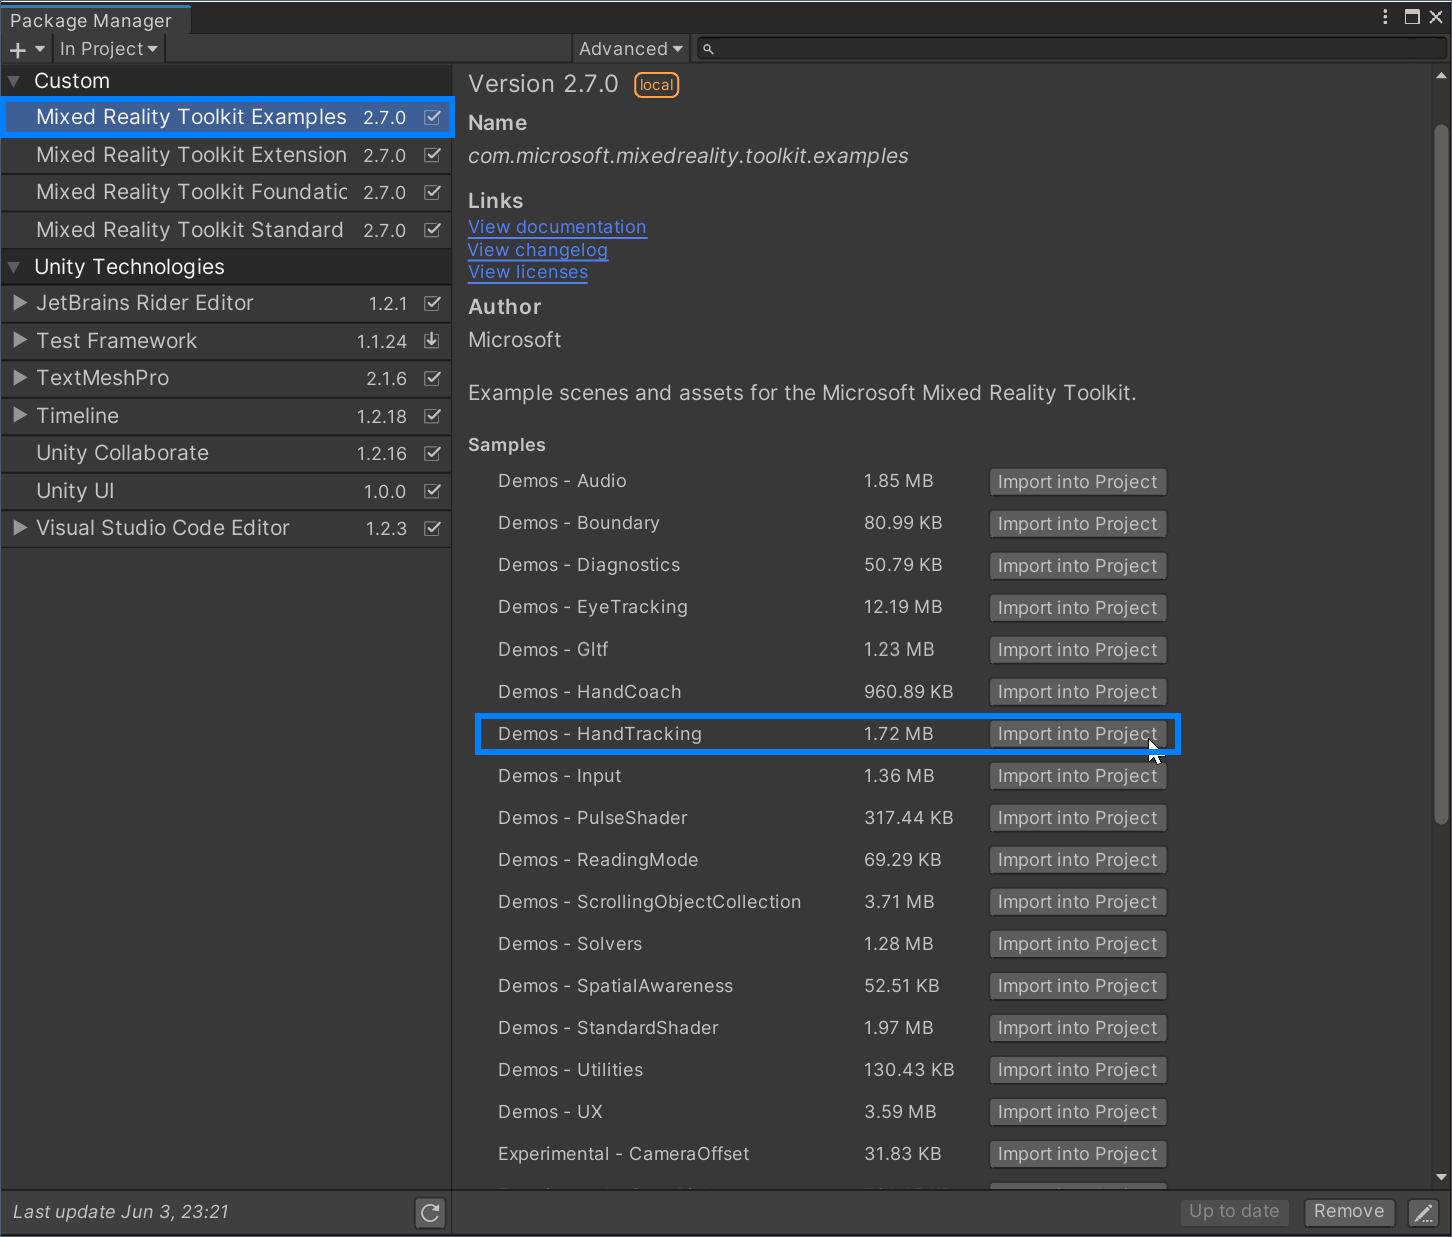 Package Manager
In Project
Advanced
Custom
Mixed Reality Toolkit Examples 2.7.0
Mixed Reality Toolkit Extension 2.7.0
Mixed Reality Toolkit Foundatic 2.7.0
Mixed Reality Toolkit Standard 2.7.0
Unity Technologies
JetBrains Rider Editor 1.2.1
Test Framework 1.1.24
TextMeshPro 2.1.6
Timeline 1.2.18
Unity Collaborate 1.2.16
Unity UI 1.0.0
Visual Studio Code Editor 1.2.3
Last update Jun 3, 23:21
Version 2.7.0 local
Name
com.microsoft.mixedreality.toolkit.examples
Links
View documentation
View changelog
View licenses
Author
Microsoft
Example scenes and assets for the Microsoft Mixed Reality Toolkit.
Samples
Demos - Audio 1.85 MB Import into Project
Demos - Boundary 80.99 KB Import into Project
Demos - Diagnostics 50.79 KB Import into Project
Demos - EyeTracking 12.19 MB Import into Project
Demos - Gltf 1.23 MB Import into Project
Demos - HandCoach 960.89 KB Import into Project
Demos - HandTracking 1.72 MB Import into Project
Demos - Input 1.36 MB Import into Project
Demos - PulseShader 317.44 KB Import into Project
Demos - ReadingMode 69.29 KB Import into Project
Demos - ScrollingObjectCollection 3.71 MB Import into Project
Demos - Solvers 1.28 MB Import into Project
Demos - SpatialAwareness 52.51 KB Import into Project
Demos - StandardShader 1.97 MB Import into Project
Demos - Utilities 130.43 KB Import into Project
Demos - UX 3.59 MB Import into Project
Experimental - CameraOffset 31.83 KB Import into Project
Up to date Remove